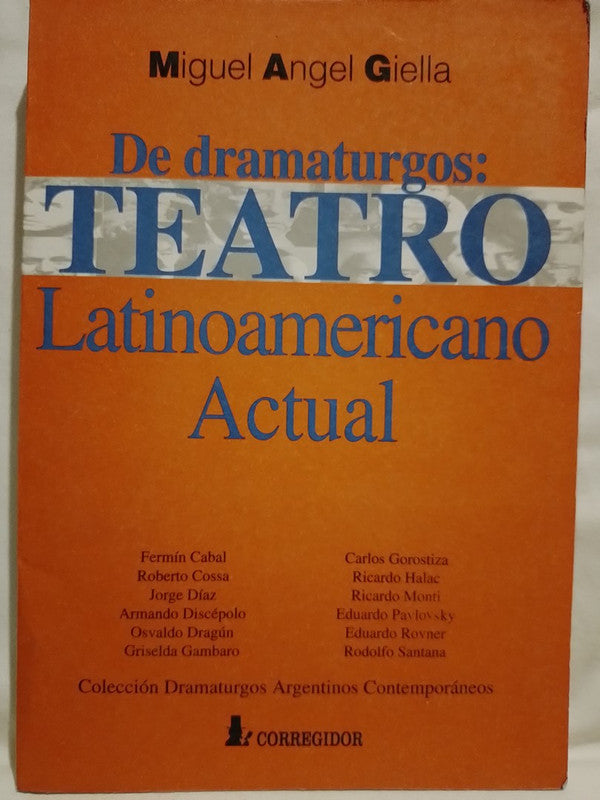 Miguel Angel Giella
De dramaturgos:
TEATRO
Latinoamericano
Actual
Fermín Cabal
Roberto Cossa
Jorge Díaz
Armando Discépolo
Osvaldo Dragún
Griselda Gambaro
Carlos Gorostiza
Ricardo Halac
Ricardo Monti
Eduardo Pavlovsky
Eduardo Rovner
Rodolfo Santana
Colección Dramaturgos Argentinos Contemporáneos
CORREGIDOR